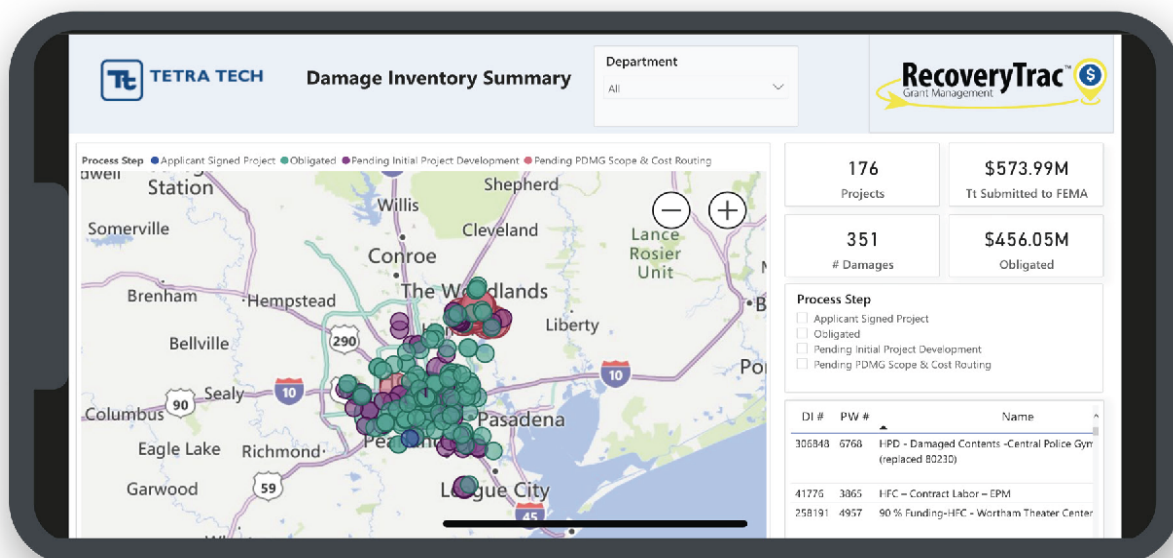 Tt TETRA TECH
Damage Inventory Summary
Department
All
RecoveryTrac™
Grant Management
$
Process Step Applicant Signed Project Obligated Pending Initial Project Development Pending PDMG Scope & Cost Routing
Station
Shepherd
Willis
Somerville
Cleveland
Lance
Rosier
Unit
Conroe
The Woodlands
Brenham
Hempstead
Liberty
Bellville
290
10
Sealy
10
90
Columbus
Pasadena
Eagle Lake
Richmond
Garwood
59
League City
45
176
Projects
$573.99M
Tt Submitted to FEMA
351
# Damages
$456.05M
Obligated
Process Step
Applicant Signed Project
Obligated
Pending Initial Project Development
Pending PDMG Scope & Cost Routing
DI # PW # Name
306848 6768 HPD - Damaged Contents -Central Police Gym
(replaced 80230)
41776 3865 HFC – Contract Labor – EPM
258191 4957 90 % Funding-HFC - Wortham Theater Center